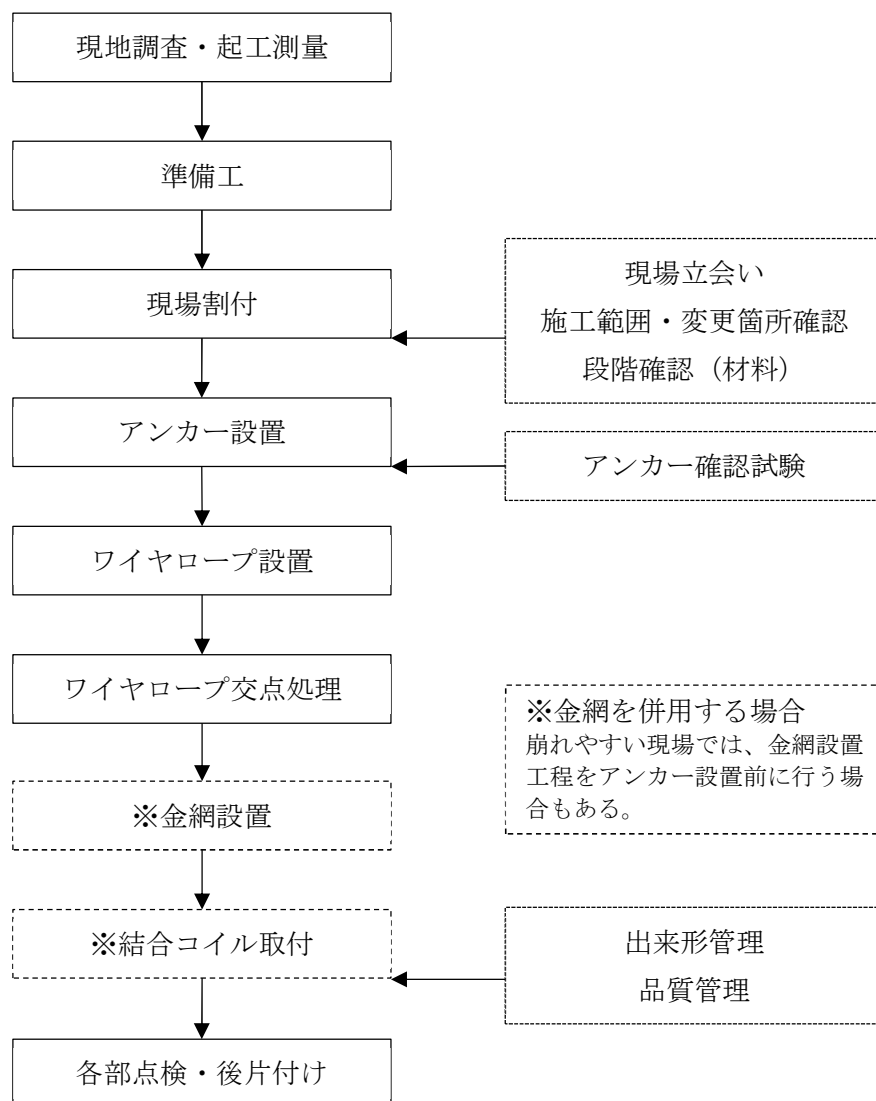 現地調査・起工測量
準備工
現場割付
現場立会い
施工範囲・変更箇所確認
段階確認（材料）
アンカー設置
アンカー確認試験
ワイヤロープ設置
ワイヤロープ交点処理
※金網を併用する場合
崩れやすい現場では、金網設置
工程をアンカー設置前に行う場
合もある。
※金網設置
※結合コイル取付
出来形管理
品質管理
各部点検・後片付け